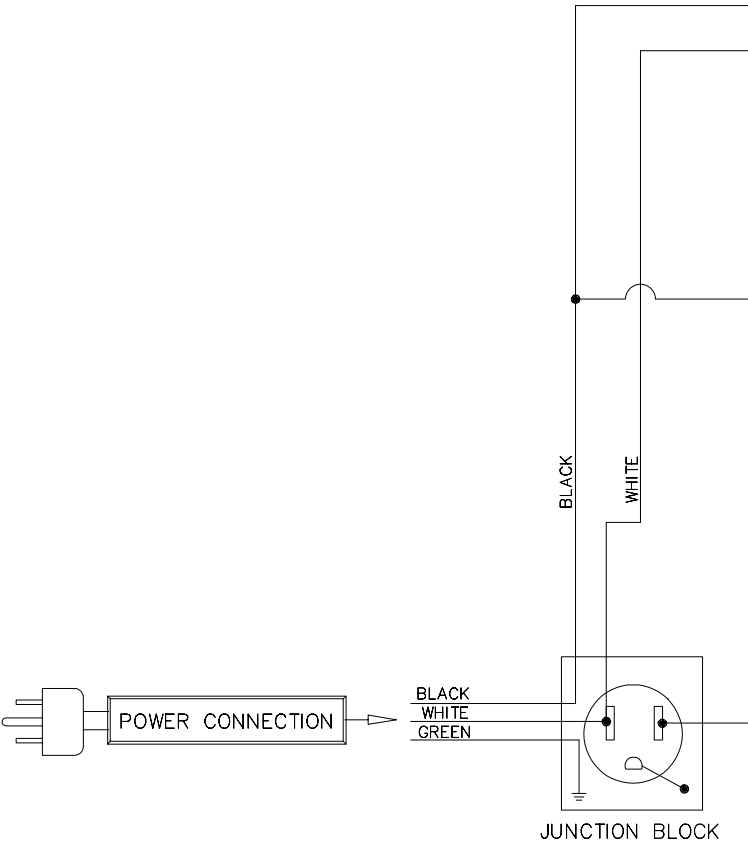 BLACK
WHITE
POWER CONNECTION
BLACK
WHITE
GREEN
JUNCTION BLOCK